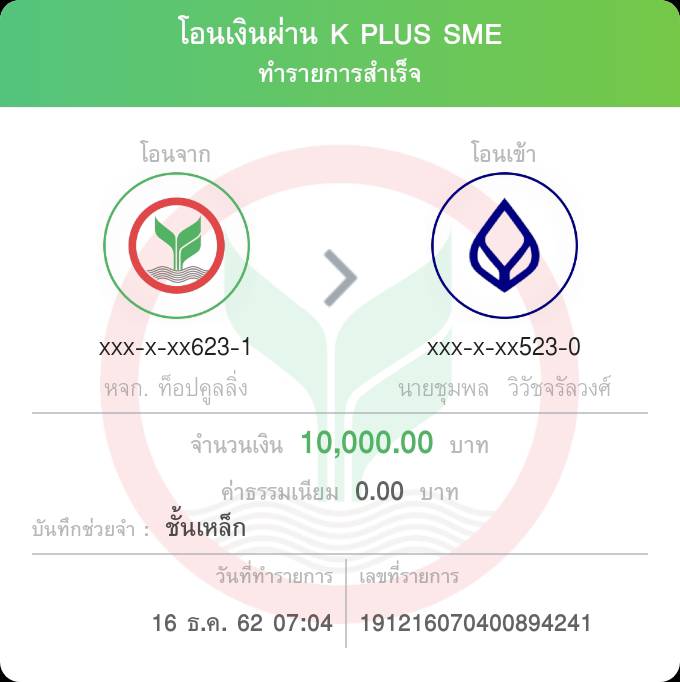 โอนเงินผ่าน K PLUS SME
ทำรายการสำเร็จ
โอนจาก โอนเข้า
xxx-x-xx623-1 xxx-x-xx523-0
หจก. ท็อปคูลลิ่ง นายชุมพล วิวัชจรัลวงศ์
จำนวนเงิน 10,000.00 บาท
ค่าธรรมเนียม 0.00 บาท
บันทึกช่วยจำ : ชั้นเหล็ก
วันที่ทำรายการ เลขที่รายการ
16 ธ.ค. 62 07:04 191216070400894241